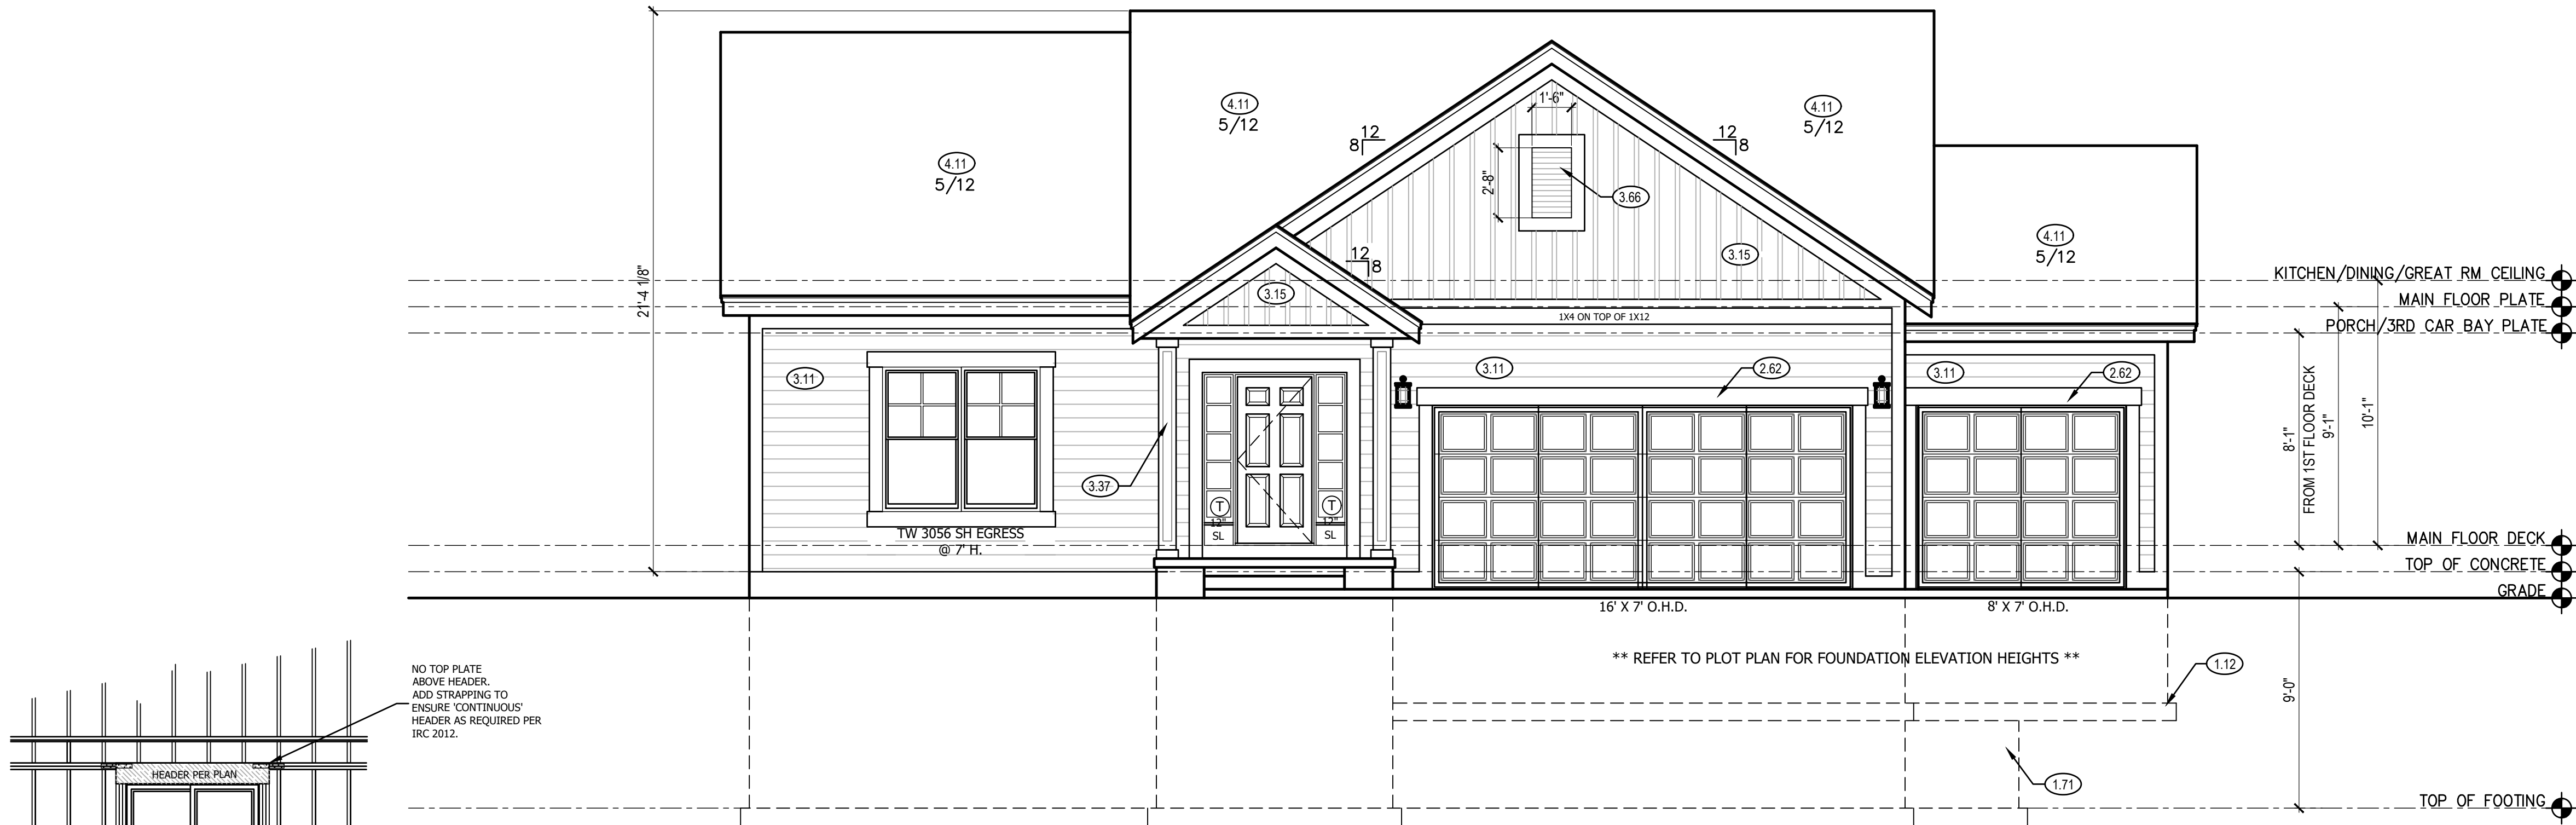 21'-4 1/8"
4.11
5/12
4.11
5/12
12
8
1'-6"
2'-8"
3.66
12
8
4.11
5/12
3.15
12
8
3.15
4.11
5/12
1X4 ON TOP OF 1X12
3.11
3.37
TW 3056 SH EGRESS
@ 7' H.
T
12"
SL
T
12"
SL
3.11
2.62
3.11
2.62
16' X 7' O.H.D.
8' X 7' O.H.D.
KITCHEN/DINING/GREAT RM CEILING
MAIN FLOOR PLATE
PORCH/3RD CAR BAY PLATE
8'-1"
FROM 1ST FLOOR DECK
9'-1"
10'-1"
MAIN FLOOR DECK
TOP OF CONCRETE
GRADE
** REFER TO PLOT PLAN FOR FOUNDATION ELEVATION HEIGHTS **
1.12
9'-0"
1.71
TOP OF FOOTING
NO TOP PLATE
ABOVE HEADER.
ADD STRAPPING TO
ENSURE 'CONTINUOUS'
HEADER AS REQUIRED PER
IRC 2012.
HEADER PER PLAN